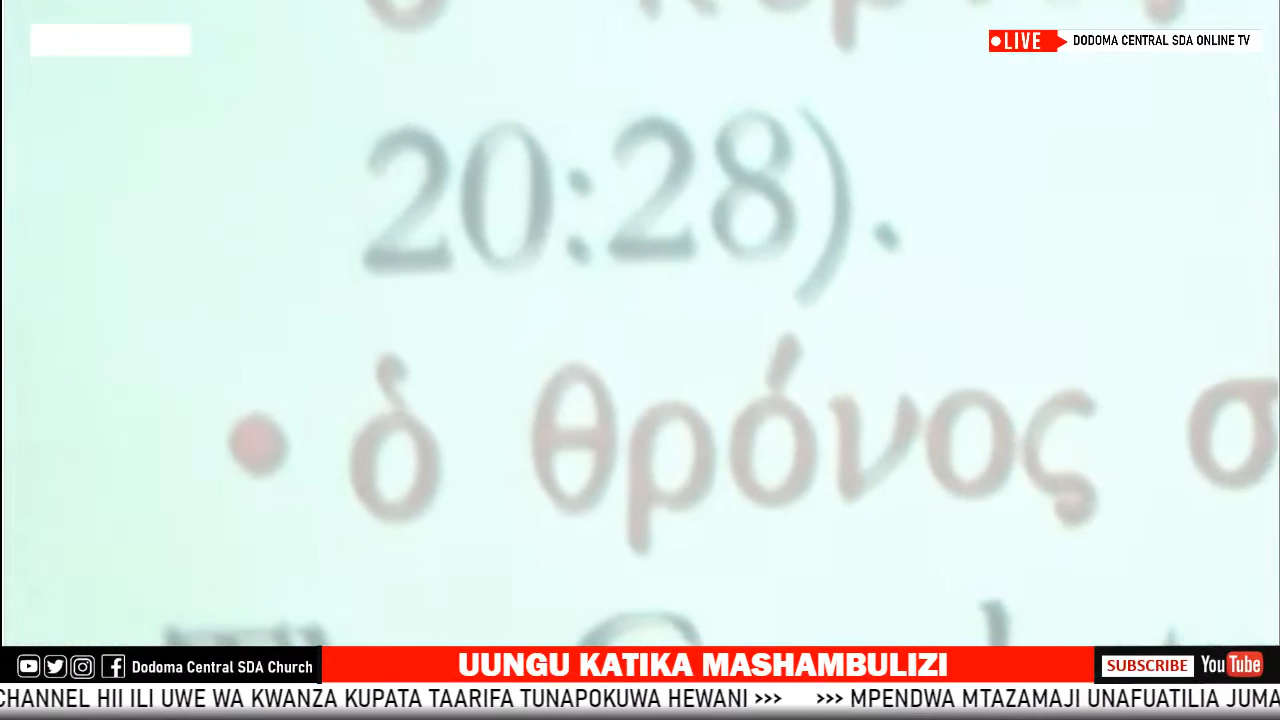 LIVE
DODOMA CENTRAL SDA ONLINE TV
20:28).
• ὁ θρόνος σ
Dodoma Central SDA Church
UUNGU KATIKA MASHAMBULIZI
SUBSCRIBE YouTube
CHANNEL HII ILI UWE WA KWANZA KUPATA TAARIFA TUNAPOKUWA HEWANI >>> >>> MPENDWA MTAZAMAJI UNAFUATILIA JUMA